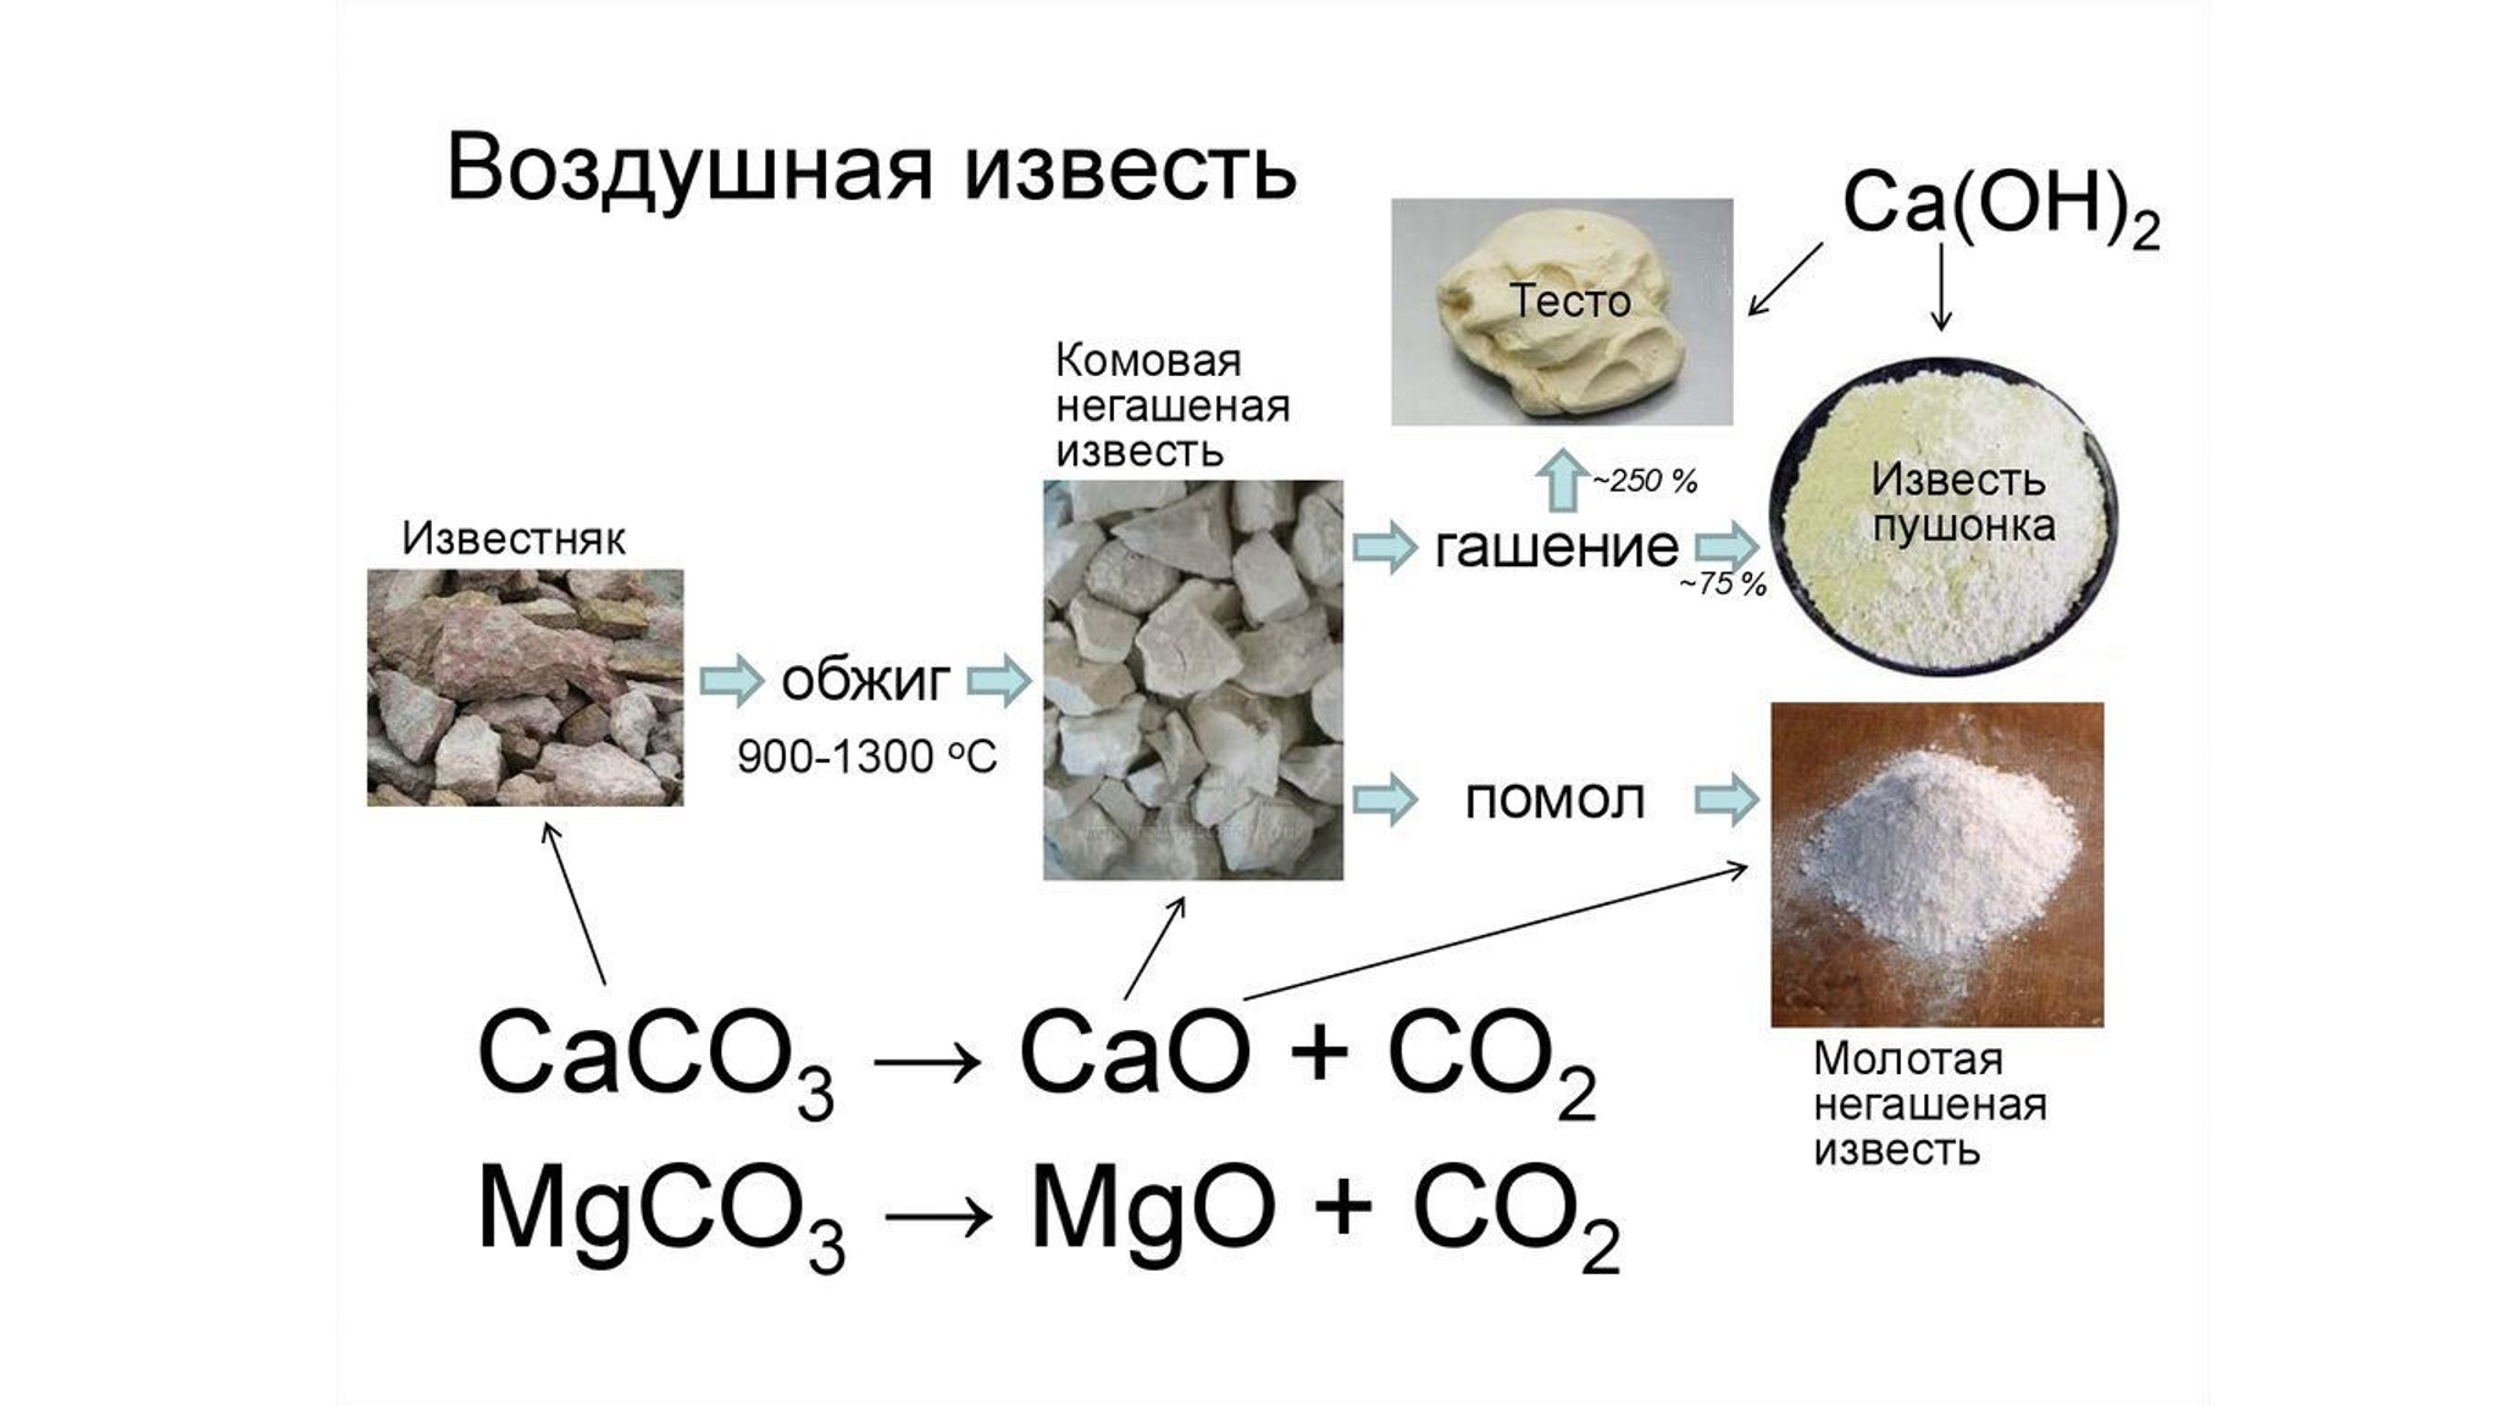 Воздушная известь
Ca(OH)₂
Тесто
Комовая
негашеная
известь
~250 %
Известь
пушонка
Известняк
гашение
~75 %
обжиг
900-1300 ᵒC
помол
CaCO₃ → CaO + CO₂
MgCO₃ → MgO + CO₂
Молотая
негашеная
известь